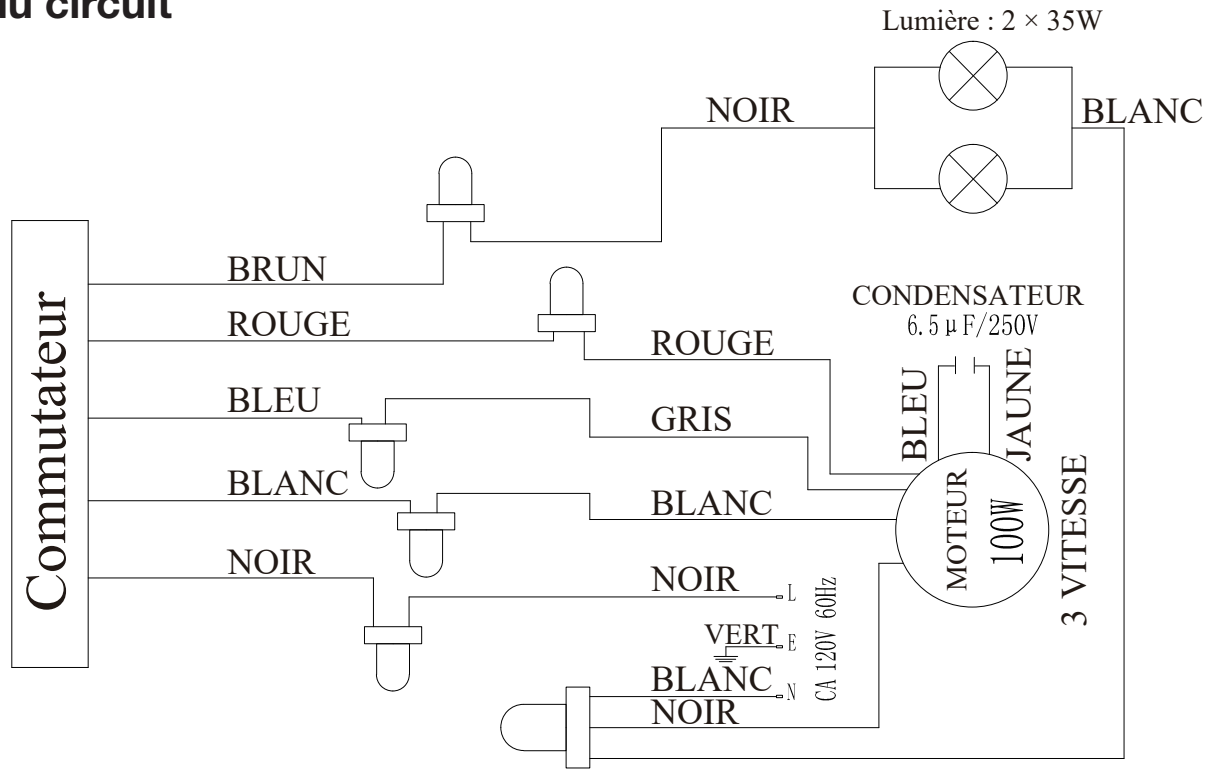 du circuit
Lumière : 2 × 35W
NOIR
BLANC
BRUN
ROUGE
CONDENSATEUR
6.5 μF/250V
ROUGE
BLEU
JAUNE
BLEU
GRIS
Commutateur
BLANC
BLANC
MOTEUR
100W
3 VITESSE
NOIR
NOIR
L
VERT
E
CA 120V 60Hz
BLANC
N
NOIR